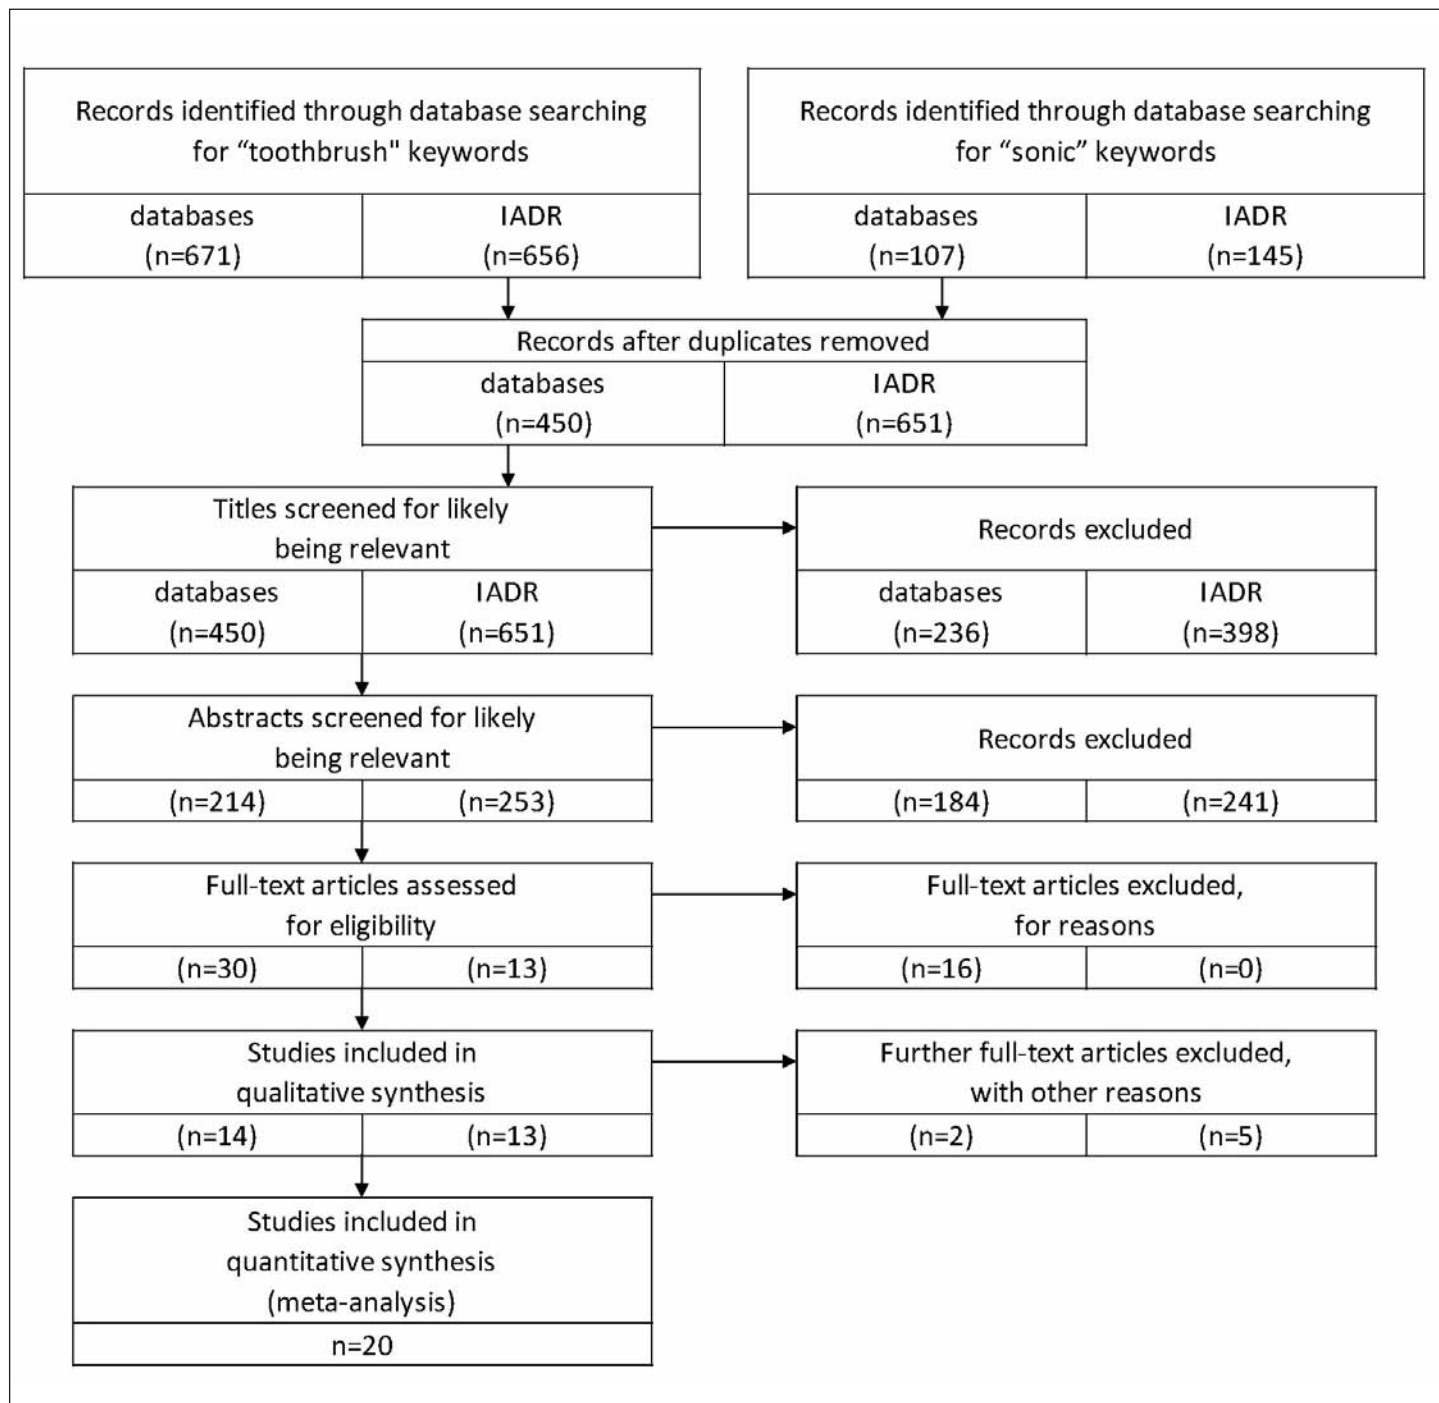 Records identified through database searching
for “toothbrush" keywords
databases
(n=671)
IADR
(n=656)
Records identified through database searching
for “sonic” keywords
databases
(n=107)
IADR
(n=145)
Records after duplicates removed
databases
(n=450)
IADR
(n=651)
Titles screened for likely
being relevant
databases
(n=450)
IADR
(n=651)
Records excluded
databases
(n=236)
IADR
(n=398)
Abstracts screened for likely
being relevant
(n=214)
(n=253)
Records excluded
(n=184)
(n=241)
Full-text articles assessed
for eligibility
(n=30)
(n=13)
Full-text articles excluded,
for reasons
(n=16)
(n=0)
Studies included in
qualitative synthesis
(n=14)
(n=13)
Further full-text articles excluded,
with other reasons
(n=2)
(n=5)
Studies included in
quantitative synthesis
(meta-analysis)
n=20